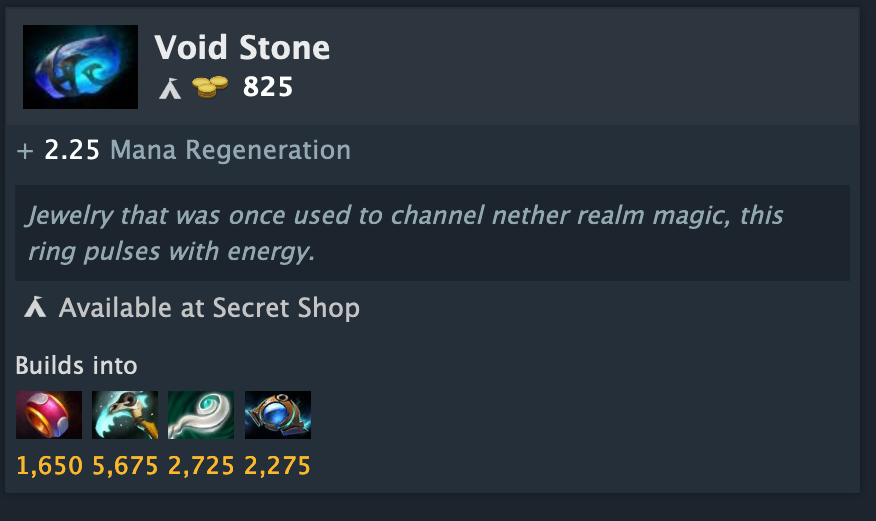 Void Stone
825
+ 2.25 Mana Regeneration
Jewelry that was once used to channel nether realm magic, this
ring pulses with energy.
Available at Secret Shop
Builds into
1,650 5,675 2,725 2,275